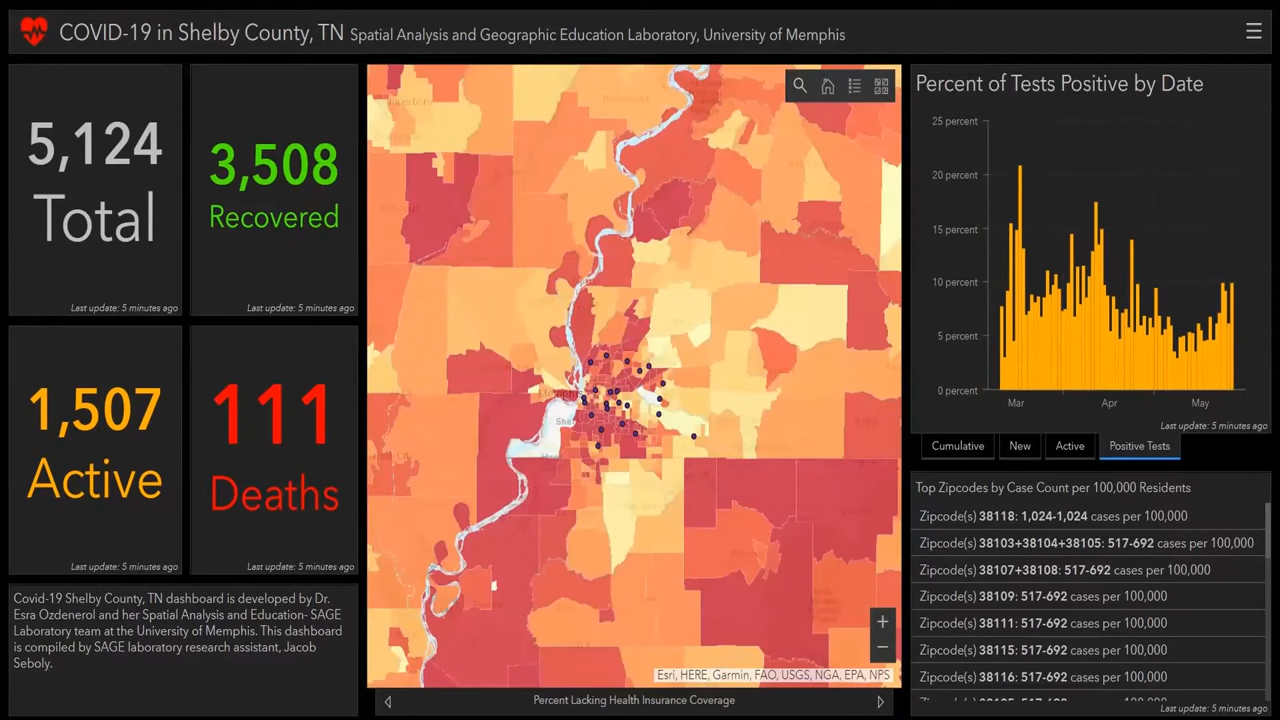 COVID-19 in Shelby County, TN Spatial Analysis and Geographic Education Laboratory, University of Memphis
5,124
Total
Last update: 5 minutes ago
3,508
Recovered
Last update: 5 minutes ago
1,507
Active
Last update: 5 minutes ago
111
Deaths
Last update: 5 minutes ago
Covid-19 Shelby County, TN dashboard is developed by Dr.
Esra Ozdenerol and her Spatial Analysis and Education- SAGE
Laboratory team at the University of Memphis. This dashboard
is compiled by SAGE laboratory research assistant, Jacob
Seboly.
Jonesboro
Esri, HERE, Garmin, FAO, USGS, NGA, EPA, NPS
Percent Lacking Health Insurance Coverage
Percent of Tests Positive by Date
25 percent
20 percent
15 percent
10 percent
5 percent
0 percent
Mar Apr May
Last update: 5 minutes ago
Cumulative New Active Positive Tests
Top Zipcodes by Case Count per 100,000 Residents
Zipcode(s) 38118: 1,024-1,024 cases per 100,000
Zipcode(s) 38103+38104+38105: 517-692 cases per 100,000
Zipcode(s) 38107+38108: 517-692 cases per 100,000
Zipcode(s) 38109: 517-692 cases per 100,000
Zipcode(s) 38111: 517-692 cases per 100,000
Zipcode(s) 38115: 517-692 cases per 100,000
Zipcode(s) 38116: 517-692 cases per 100,000
Last update: 5 minutes ago